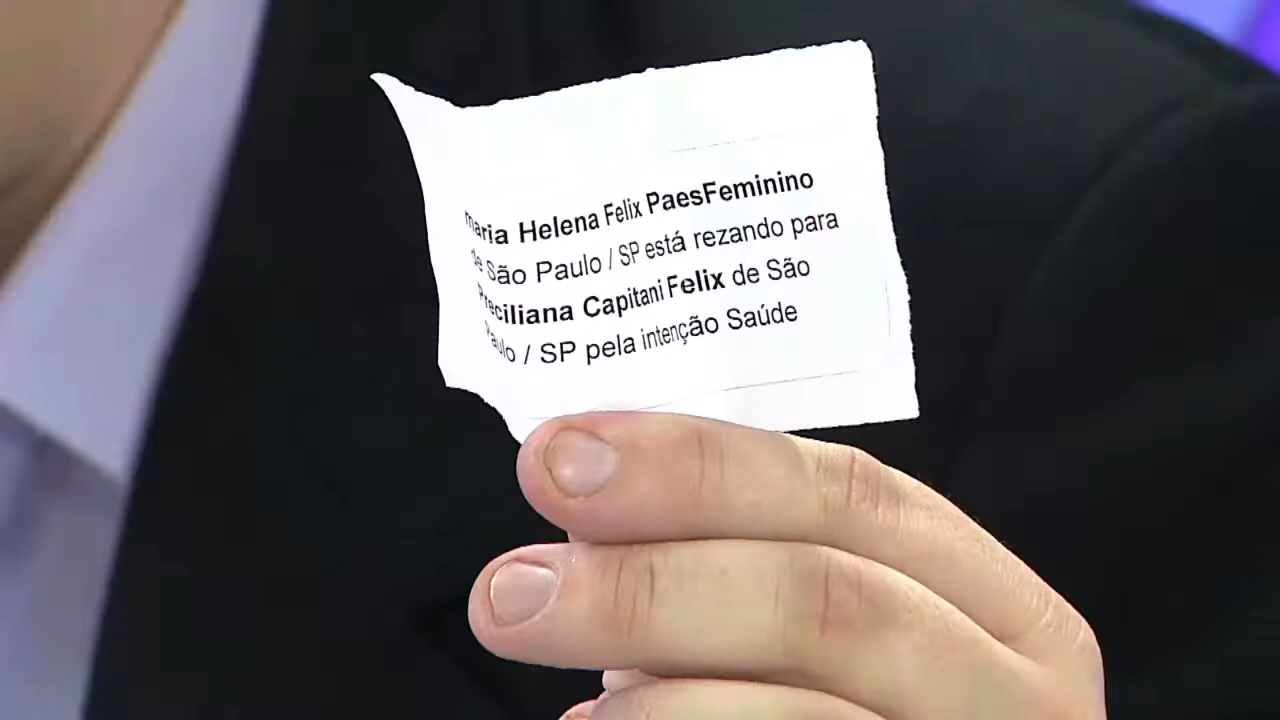 maria Helena Felix PaesFeminino
de São Paulo / SP está rezando para
Preciliana Capitani Felix de São
Paulo / SP pela intenção Saúde